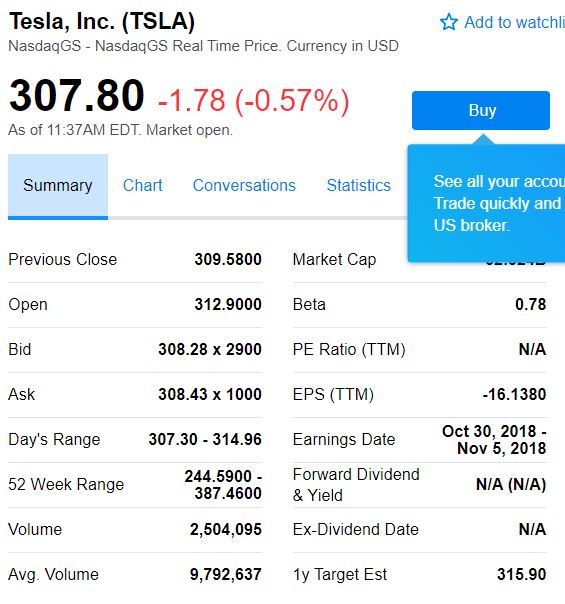 Tesla, Inc. (TSLA)
Add to watchli
NasdaqGS - NasdaqGS Real Time Price. Currency in USD
307.80 -1.78 (-0.57%)
As of 11:37AM EDT. Market open.
Buy
Summary Chart Conversations Statistics
See all your accou
Trade quickly and
US broker.
Previous Close 309.5800
Open 312.9000
Bid 308.28 x 2900
Ask 308.43 x 1000
Day's Range 307.30 - 314.96
52 Week Range 244.5900 -
387.4600
Volume 2,504,095
Avg. Volume 9,792,637
Market Cap
Beta 0.78
PE Ratio (TTM) N/A
EPS (TTM) -16.1380
Earnings Date Oct 30, 2018 -
Nov 5, 2018
Forward Dividend
& Yield N/A (N/A)
Ex-Dividend Date N/A
1y Target Est 315.90